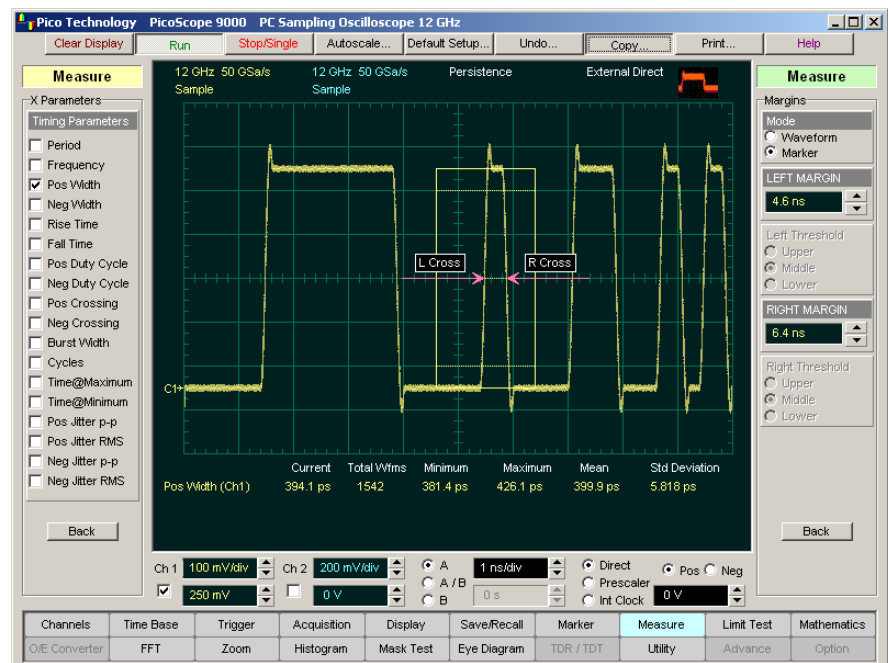 Pico Technology PicoScope 9000 PC Sampling Oscilloscope 12 GHz
Clear Display Run Stop/Single Autoscale... Default Setup... Undo... Copy... Print... Help
Measure
X Parameters
Timing Parameters
Period
Frequency
Pos Width
Neg Width
Rise Time
Fall Time
Pos Duty Cycle
Neg Duty Cycle
Pos Crossing
Neg Crossing
Burst Width
Cycles
Time@Maximum
Time@Minimum
Pos Jitter p-p
Pos Jitter RMS
Neg Jitter p-p
Neg Jitter RMS
Back
12 GHz 50 GSa/s 12 GHz 50 GSa/s Persistence External Direct
Sample Sample
L Cross R Cross
C1
Current Total Wfms Minimum Maximum Mean Std Deviation
Pos Width (Ch1) 394.1 ps 1542 381.4 ps 426.1 ps 399.9 ps 5.818 ps
Measure
Margins
Mode
Waveform
Marker
LEFT MARGIN
4.6 ns
Left Threshold
Upper
Middle
Lower
RIGHT MARGIN
6.4 ns
Right Threshold
Upper
Middle
Lower
Back
Ch 1 100 mV/div Ch 2 200 mV/div A 1 ns/div Direct Pos Neg
A / B Prescaler
250 mV 0 V B 0 s Int Clock 0 V
Channels Time Base Trigger Acquisition Display Save/Recall Marker Measure Limit Test Mathematics
O/E Converter FFT Zoom Histogram Mask Test Eye Diagram TDR / TDT Utility Advance Option